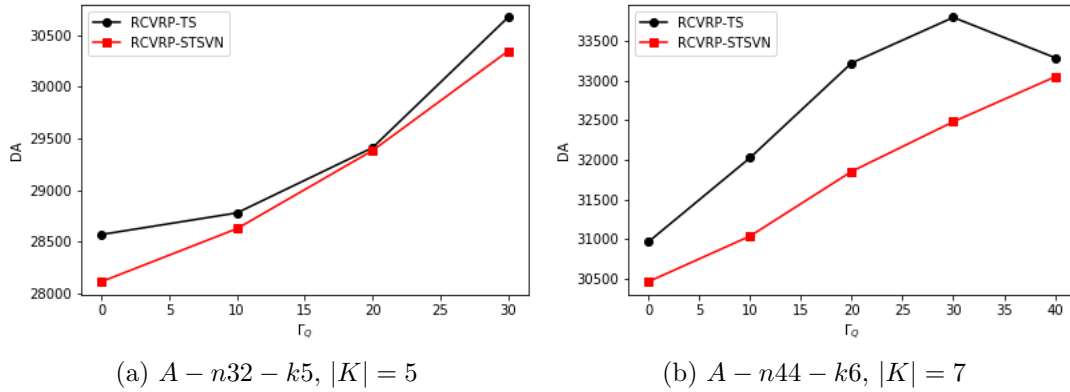 RCVRP-TS
RCVRP-STSVN
30500
30000
29500
29000
28500
28000
DA
0 5 10 15 20 25 30
Γ_Q
(a) A − n32 − k5, |K| = 5
RCVRP-TS
RCVRP-STSVN
33500
33000
32500
32000
31500
31000
30500
DA
0 5 10 15 20 25 30 35 40
Γ_Q
(b) A − n44 − k6, |K| = 7